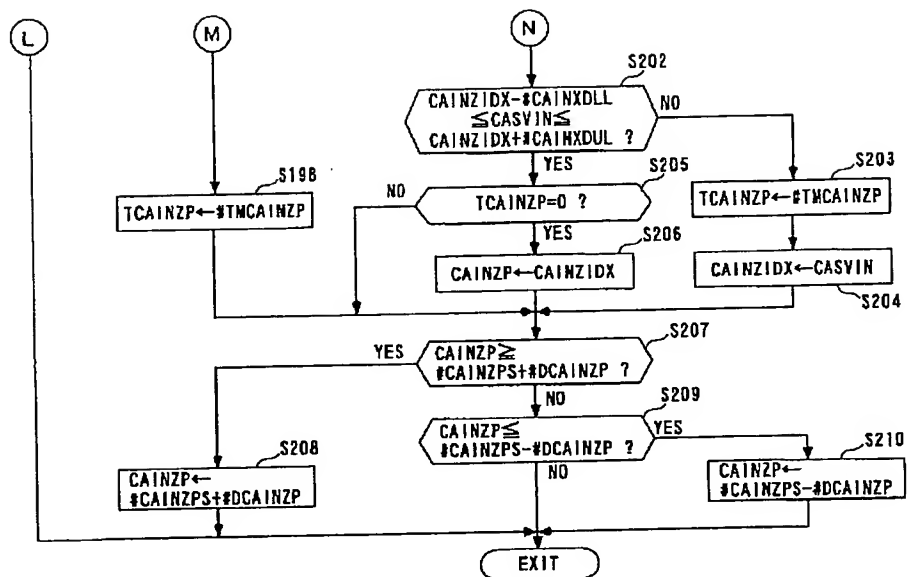 L
M
N
S202
CAINZIDX-#CAINXDLL
≦CASVIN≦
CAINZIDX+#CAINXDUL ?
NO
YES
S198
TCAINZP←#TMCAINZP
NO
S205
TCAINZP=0 ?
S203
TCAINZP←#TMCAINZP
YES
S206
CAINZP←CAINZIDX
CAINZIDX←CASVIN
S204
S207
YES
CAINZP≧
#CAINZPS+#DCAINZP ?
NO
S209
CAINZP≦
#CAINZPS-#DCAINZP ?
YES
NO
S208
CAINZP←
#CAINZPS+#DCAINZP
S210
CAINZP←
#CAINZPS-#DCAINZP
EXIT